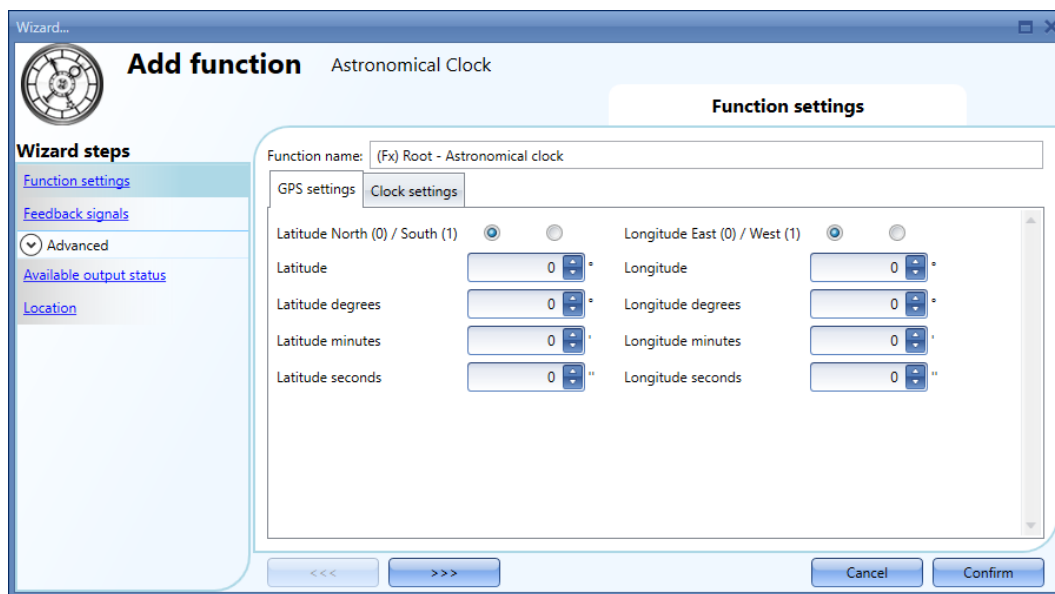 Wizard...
Add function Astronomical Clock
Function settings
Wizard steps
Function settings
Feedback signals
Advanced
Available output status
Location
Function name: (Fx) Root - Astronomical clock
GPS settings Clock settings
Latitude North (0) / South (1) Longitude East (0) / West (1)
Latitude 0 ° Longitude 0 °
Latitude degrees 0 ° Longitude degrees 0 °
Latitude minutes 0 ' Longitude minutes 0 '
Latitude seconds 0 " Longitude seconds 0 "
<<< >>> Cancel Confirm